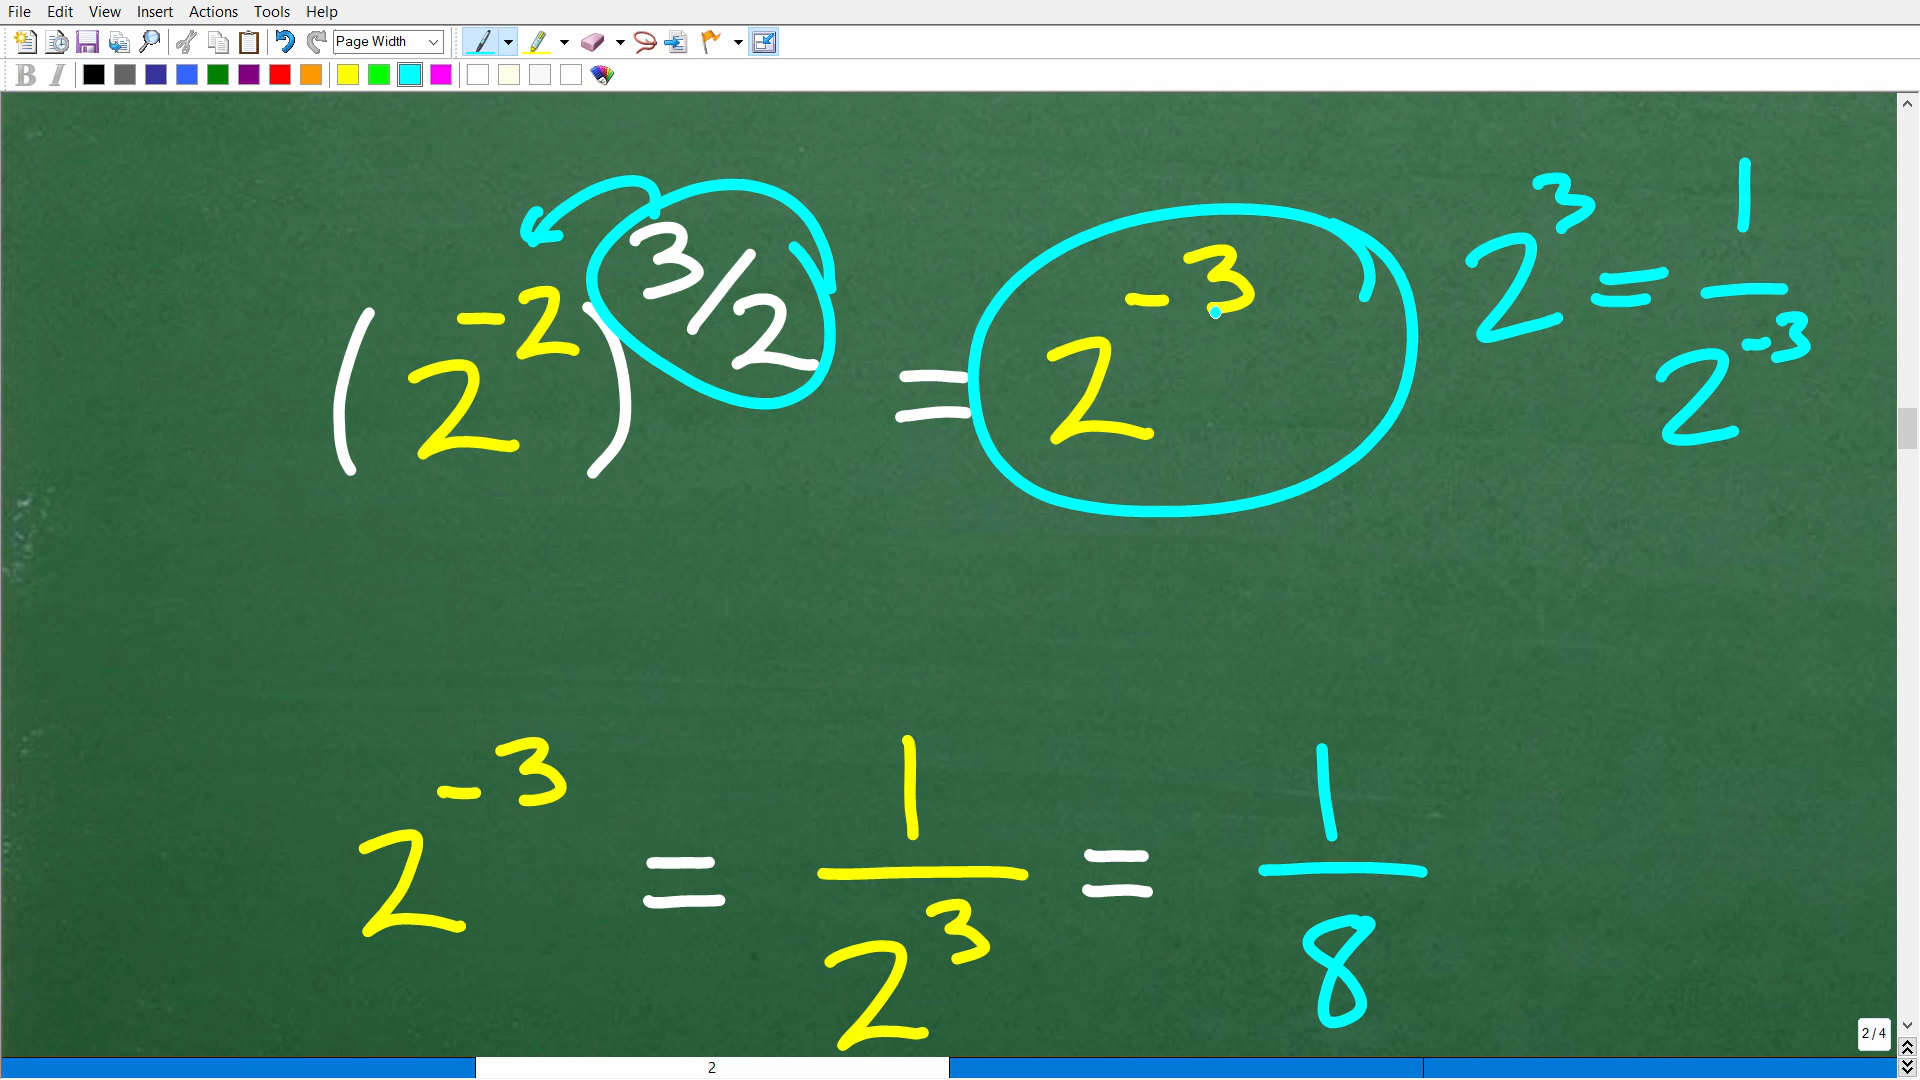 File Edit View Insert Actions Tools Help
Page Width
B I
(2^-2)^3/2 = 2^-3
2^3 = 1/2^-3
2^-3 = 1/2^3 = 1/8
2 / 4
2